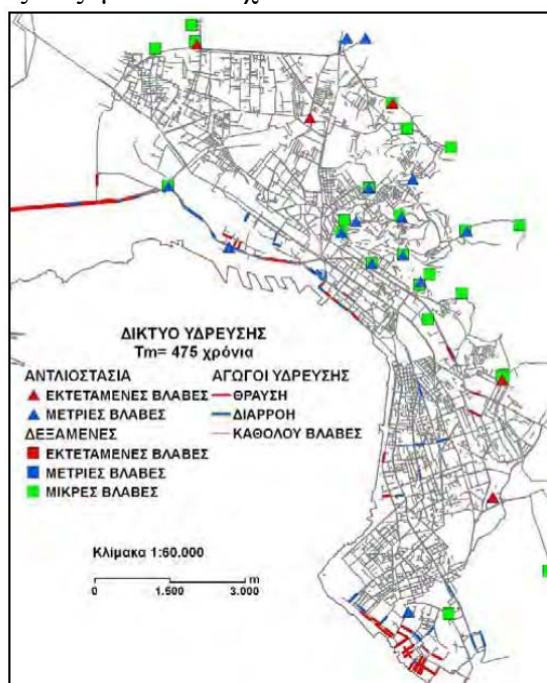 ΔΙΚΤΥΟ ΥΔΡΕΥΣΗΣ
Tm= 475 χρόνια
ΑΝΤΛΙΟΣΤΑΣΙΑ
ΕΚΤΕΤΑΜΕΝΕΣ ΒΛΑΒΕΣ
ΜΕΤΡΙΕΣ ΒΛΑΒΕΣ
ΔΕΞΑΜΕΝΕΣ
ΕΚΤΕΤΑΜΕΝΕΣ ΒΛΑΒΕΣ
ΜΕΤΡΙΕΣ ΒΛΑΒΕΣ
ΜΙΚΡΕΣ ΒΛΑΒΕΣ
ΑΓΩΓΟΙ ΥΔΡΕΥΣΗΣ
ΘΡΑΥΣΗ
ΔΙΑΡΡΟΗ
ΚΑΘΟΛΟΥ ΒΛΑΒΕΣ
Κλίμακα 1:60.000
m
0 1.500 3.000